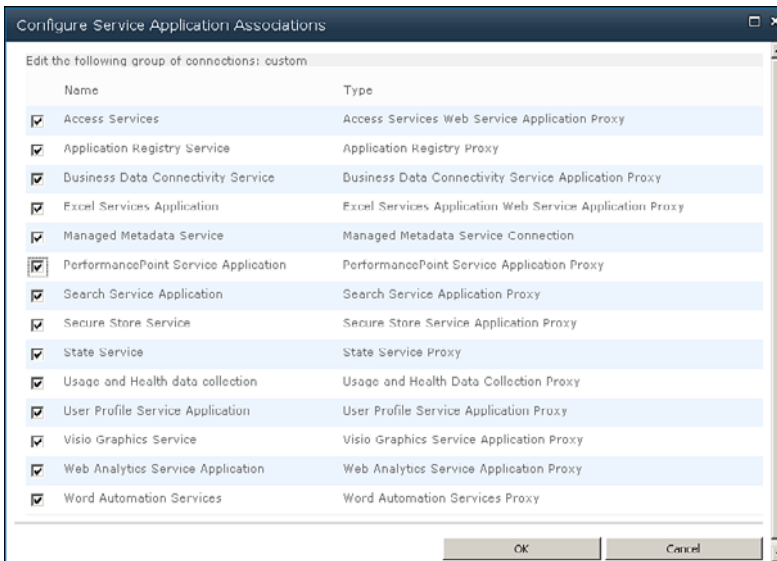 Configure Service Application Associations
Edit the following group of connections: custom
Name Type
Access Services Access Services Web Service Application Proxy
Application Registry Service Application Registry Proxy
Business Data Connectivity Service Business Data Connectivity Service Application Proxy
Excel Services Application Excel Services Application Web Service Application Proxy
Managed Metadata Service Managed Metadata Service Connection
PerformancePoint Service Application PerformancePoint Service Application Proxy
Search Service Application Search Service Application Proxy
Secure Store Service Secure Store Service Application Proxy
State Service State Service Proxy
Usage and Health data collection Usage and Health Data Collection Proxy
User Profile Service Application User Profile Service Application Proxy
Visio Graphics Service Visio Graphics Service Application Proxy
Web Analytics Service Application Web Analytics Service Application Proxy
Word Automation Services Word Automation Services Proxy
OK Cancel